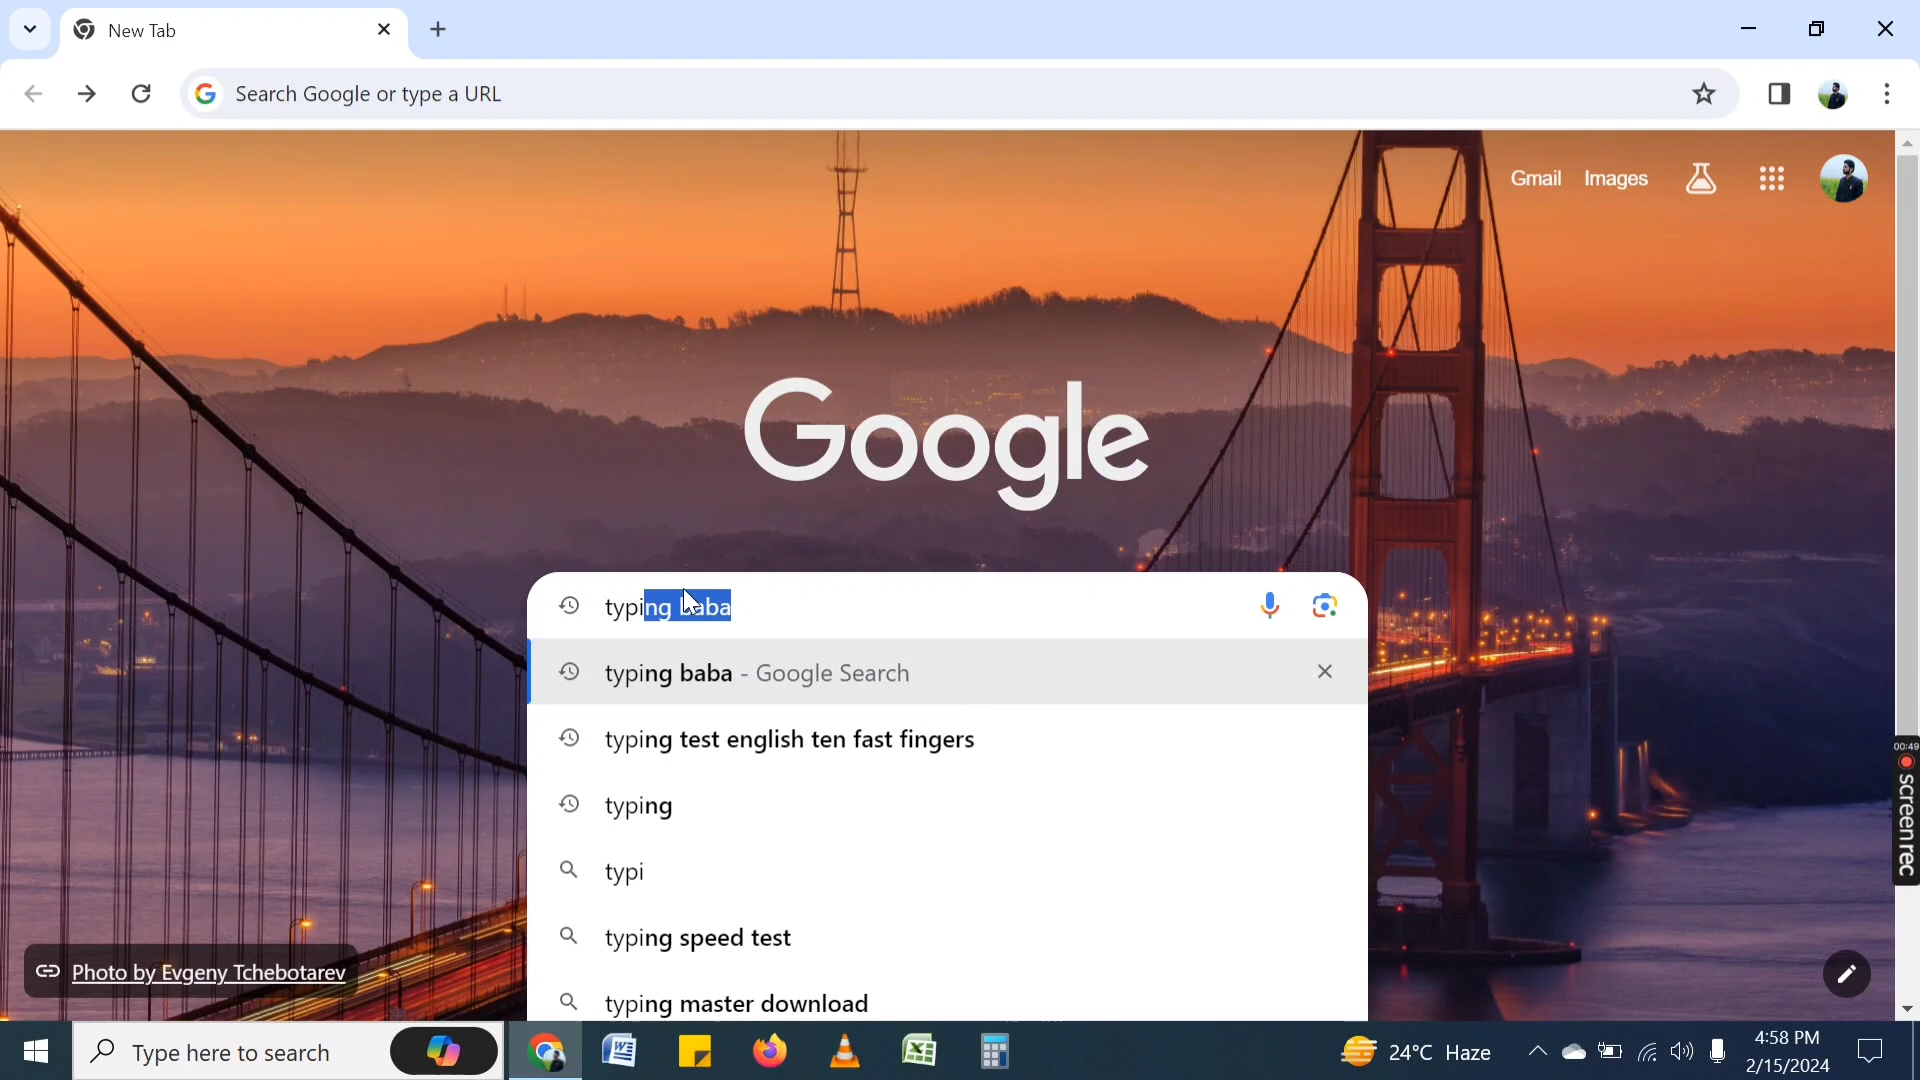 New Tab
Search Google or type a URL
Gmail Images
Google
typing baba
typing baba - Google Search
typing test english ten fast fingers
typing
typi
typing speed test
typing master download
Photo by Evgeny Tchebotarev
00:49
screenrec
Type here to search
24°C Haze
4:58 PM
2/15/2024